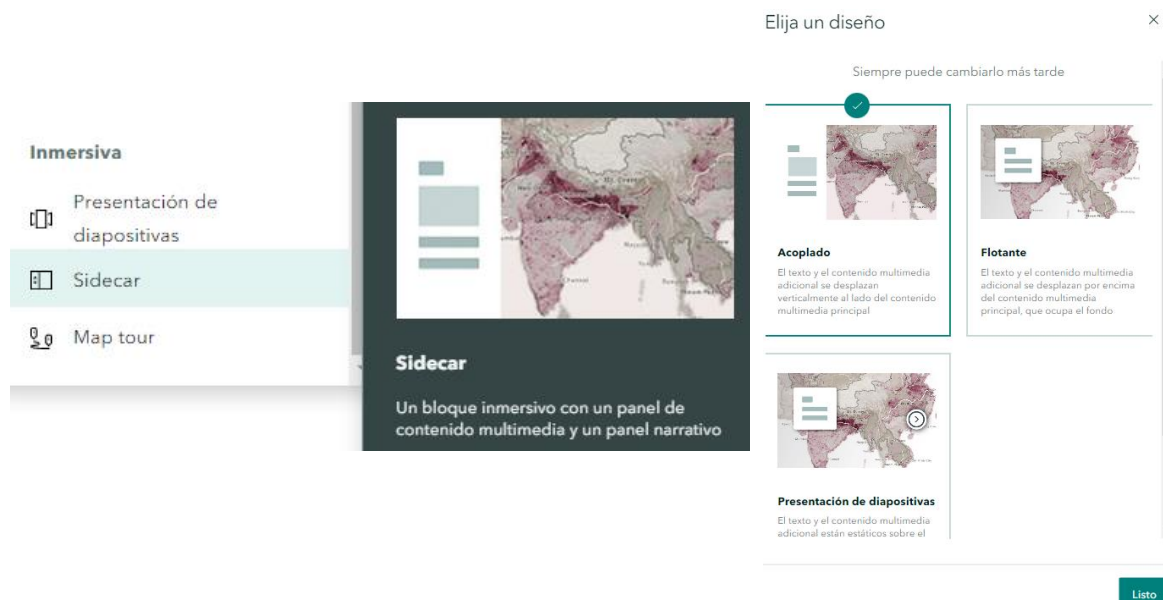 Inmersiva
Presentación de
diapositivas
Sidecar
Map tour
Sidecar
Un bloque inmersivo con un panel de
contenido multimedia y un panel narrativo
Elija un diseño
Siempre puede cambiarlo más tarde
Acoplado
El texto y el contenido multimedia
adicional se desplazan
verticalmente al lado del contenido
multimedia principal
Flotante
El texto y el contenido multimedia
adicional se desplazan por encima
del contenido multimedia
principal, que ocupa el fondo
Presentación de diapositivas
El texto y el contenido multimedia
adicional están estáticos sobre el
Listo